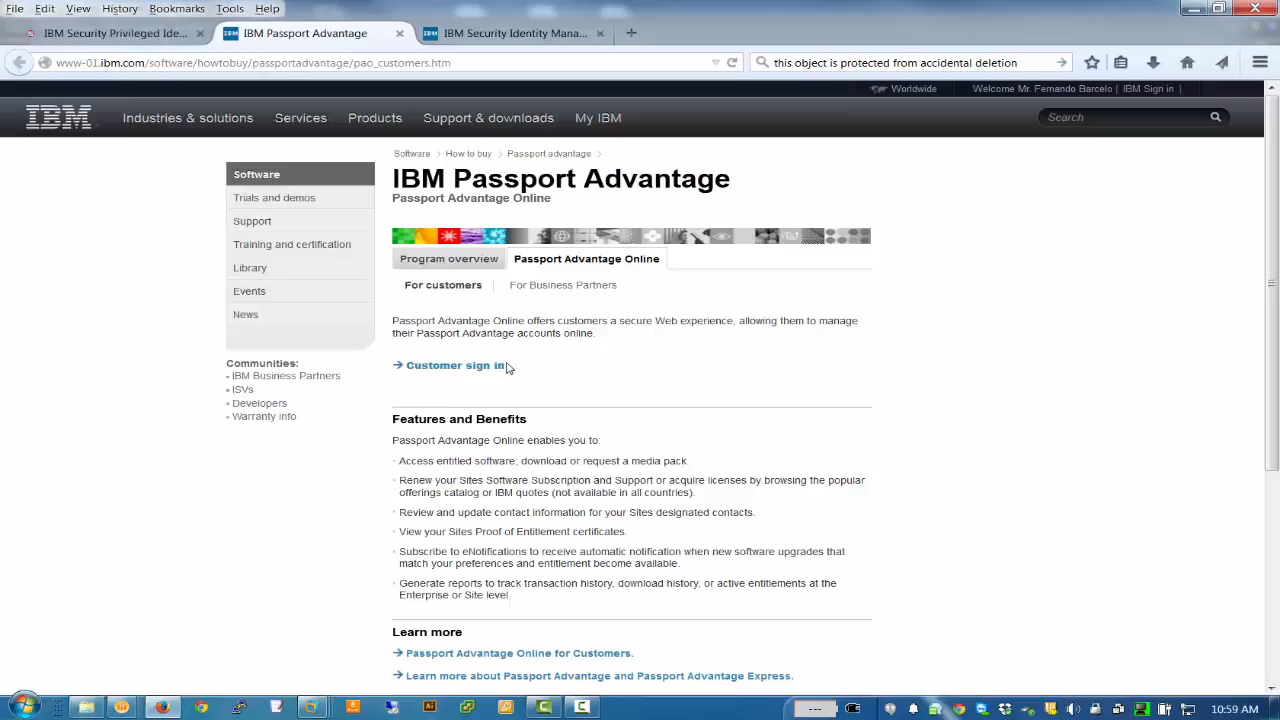 File Edit View History Bookmarks Tools Help
IBM Security Privileged Ide... × IBM Passport Advantage × IBM Security Identity Mana... × +
www-01.ibm.com/software/howtobuy/passportadvantage/pao_customers.htm this object is protected from accidental deletion
Worldwide Welcome Mr. Fernando Barcelo | IBM Sign in |
IBM Industries & solutions Services Products Support & downloads My IBM Search
Software > How to buy > Passport advantage >
IBM Passport Advantage
Passport Advantage Online
Software
Trials and demos
Support
Training and certification
Library
Events
News
Communities:
IBM Business Partners
ISVs
Developers
Warranty info
Program overview Passport Advantage Online
For customers | For Business Partners
Passport Advantage Online offers customers a secure Web experience, allowing them to manage
their Passport Advantage accounts online.
Customer sign in
Features and Benefits
Passport Advantage Online enables you to:
Access entitled software; download or request a media pack.
Renew your Sites Software Subscription and Support or acquire licenses by browsing the popular
offerings catalog or IBM quotes (not available in all countries).
Review and update contact information for your Sites designated contacts.
View your Sites Proof of Entitlement certificates.
Subscribe to eNotifications to receive automatic notification when new software upgrades that
match your preferences and entitlement become available.
Generate reports to track transaction history, download history, or active entitlements at the
Enterprise or Site level.
Learn more
Passport Advantage Online for Customers.
Learn more about Passport Advantage and Passport Advantage Express.
10:59 AM